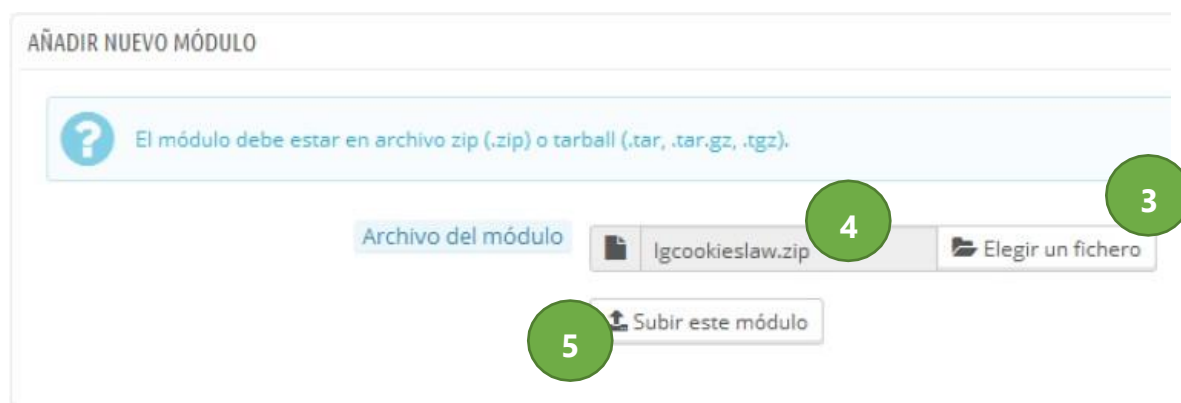 AÑADIR NUEVO MÓDULO
?
El módulo debe estar en archivo zip (.zip) o tarball (.tar, .tar.gz, .tgz).
3
4
Archivo del módulo
lgcookieslaw.zip
Elegir un fichero
Subir este módulo
5